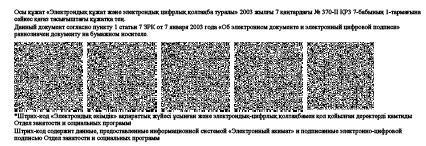 Осы құжат «Электрондық құжат және электрондық цифрлық қолтаңба туралы» 2003 жылғы 7 қаңтардағы № 370-II ҚРЗ 7-бабының 1-тармағына
сәйкес қағаз тасығыштағы құжатқа тең.
Данный документ согласно пункту 1 статьи 7 ЗРК от 7 января 2003 года «Об электронном документе и электронной цифровой подписи»
равнозначен документу на бумажном носителе.
*Штрих-код «Электрондық әкімдік» ақпараттық жүйесі ұсынған және электрондық-цифрлық қолтаңбамен қол қойылған деректерді қамтиды
Отдел занятости и социальных программ
Штрих-код содержит данные, предоставленные информационной системой «Электронный акимат» и подписанные электронно-цифровой
подписью Отдел занятости и социальных программ